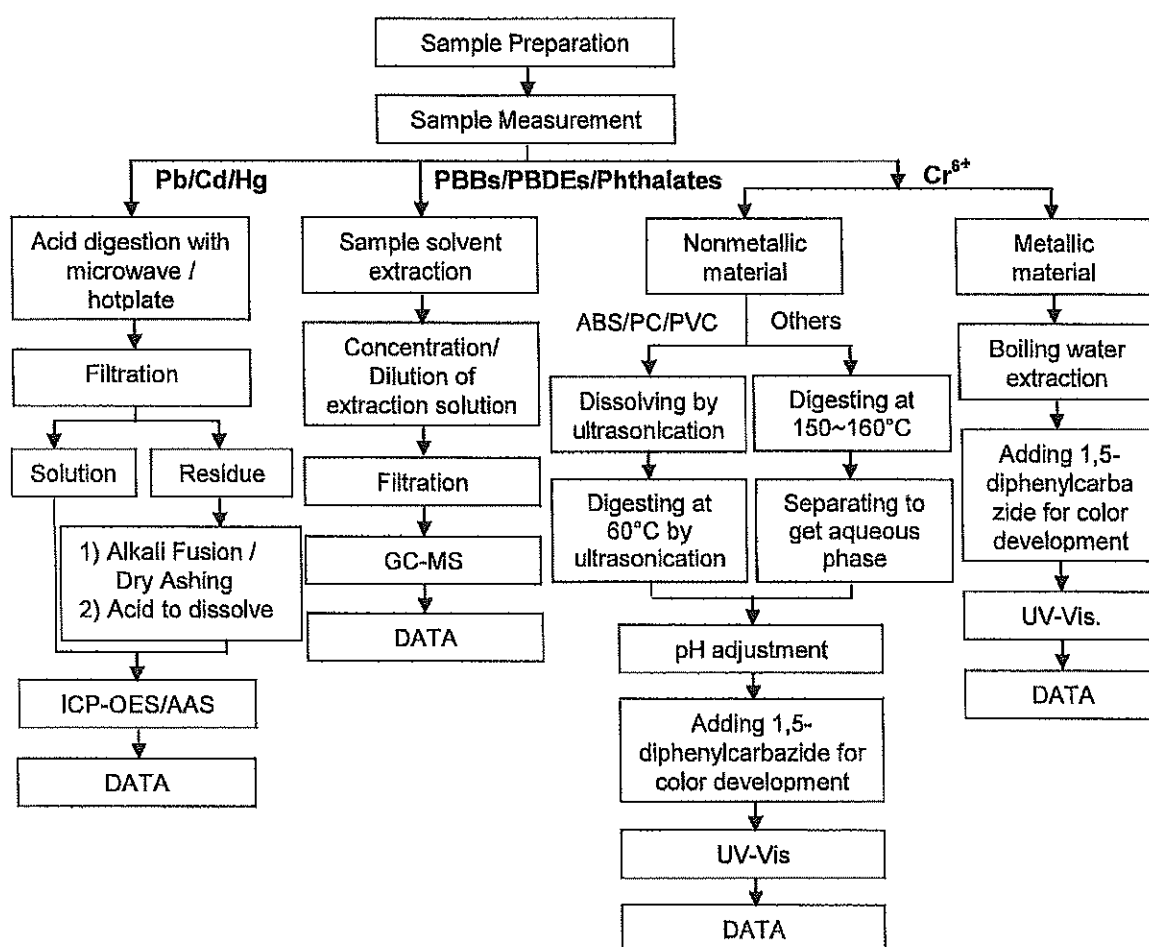 Sample Preparation
Sample Measurement
Pb/Cd/Hg
PBBs/PBDEs/Phthalates
Cr6+
Acid digestion with
microwave /
hotplate
Filtration
Solution
Residue
1) Alkali Fusion /
Dry Ashing
2) Acid to dissolve
ICP-OES/AAS
DATA
Sample solvent
extraction
Concentration/
Dilution of
extraction solution
Filtration
GC-MS
DATA
Nonmetallic
material
ABS/PC/PVC
Others
Dissolving by
ultrasonication
Digesting at
60°C by
ultrasonication
Digesting at
150~160°C
Separating to
get aqueous
phase
pH adjustment
Adding 1,5-
diphenylcarbazide for
color development
UV-Vis
DATA
Metallic
material
Boiling water
extraction
Adding 1,5-
diphenylcarba
zide for color
development
UV-Vis.
DATA